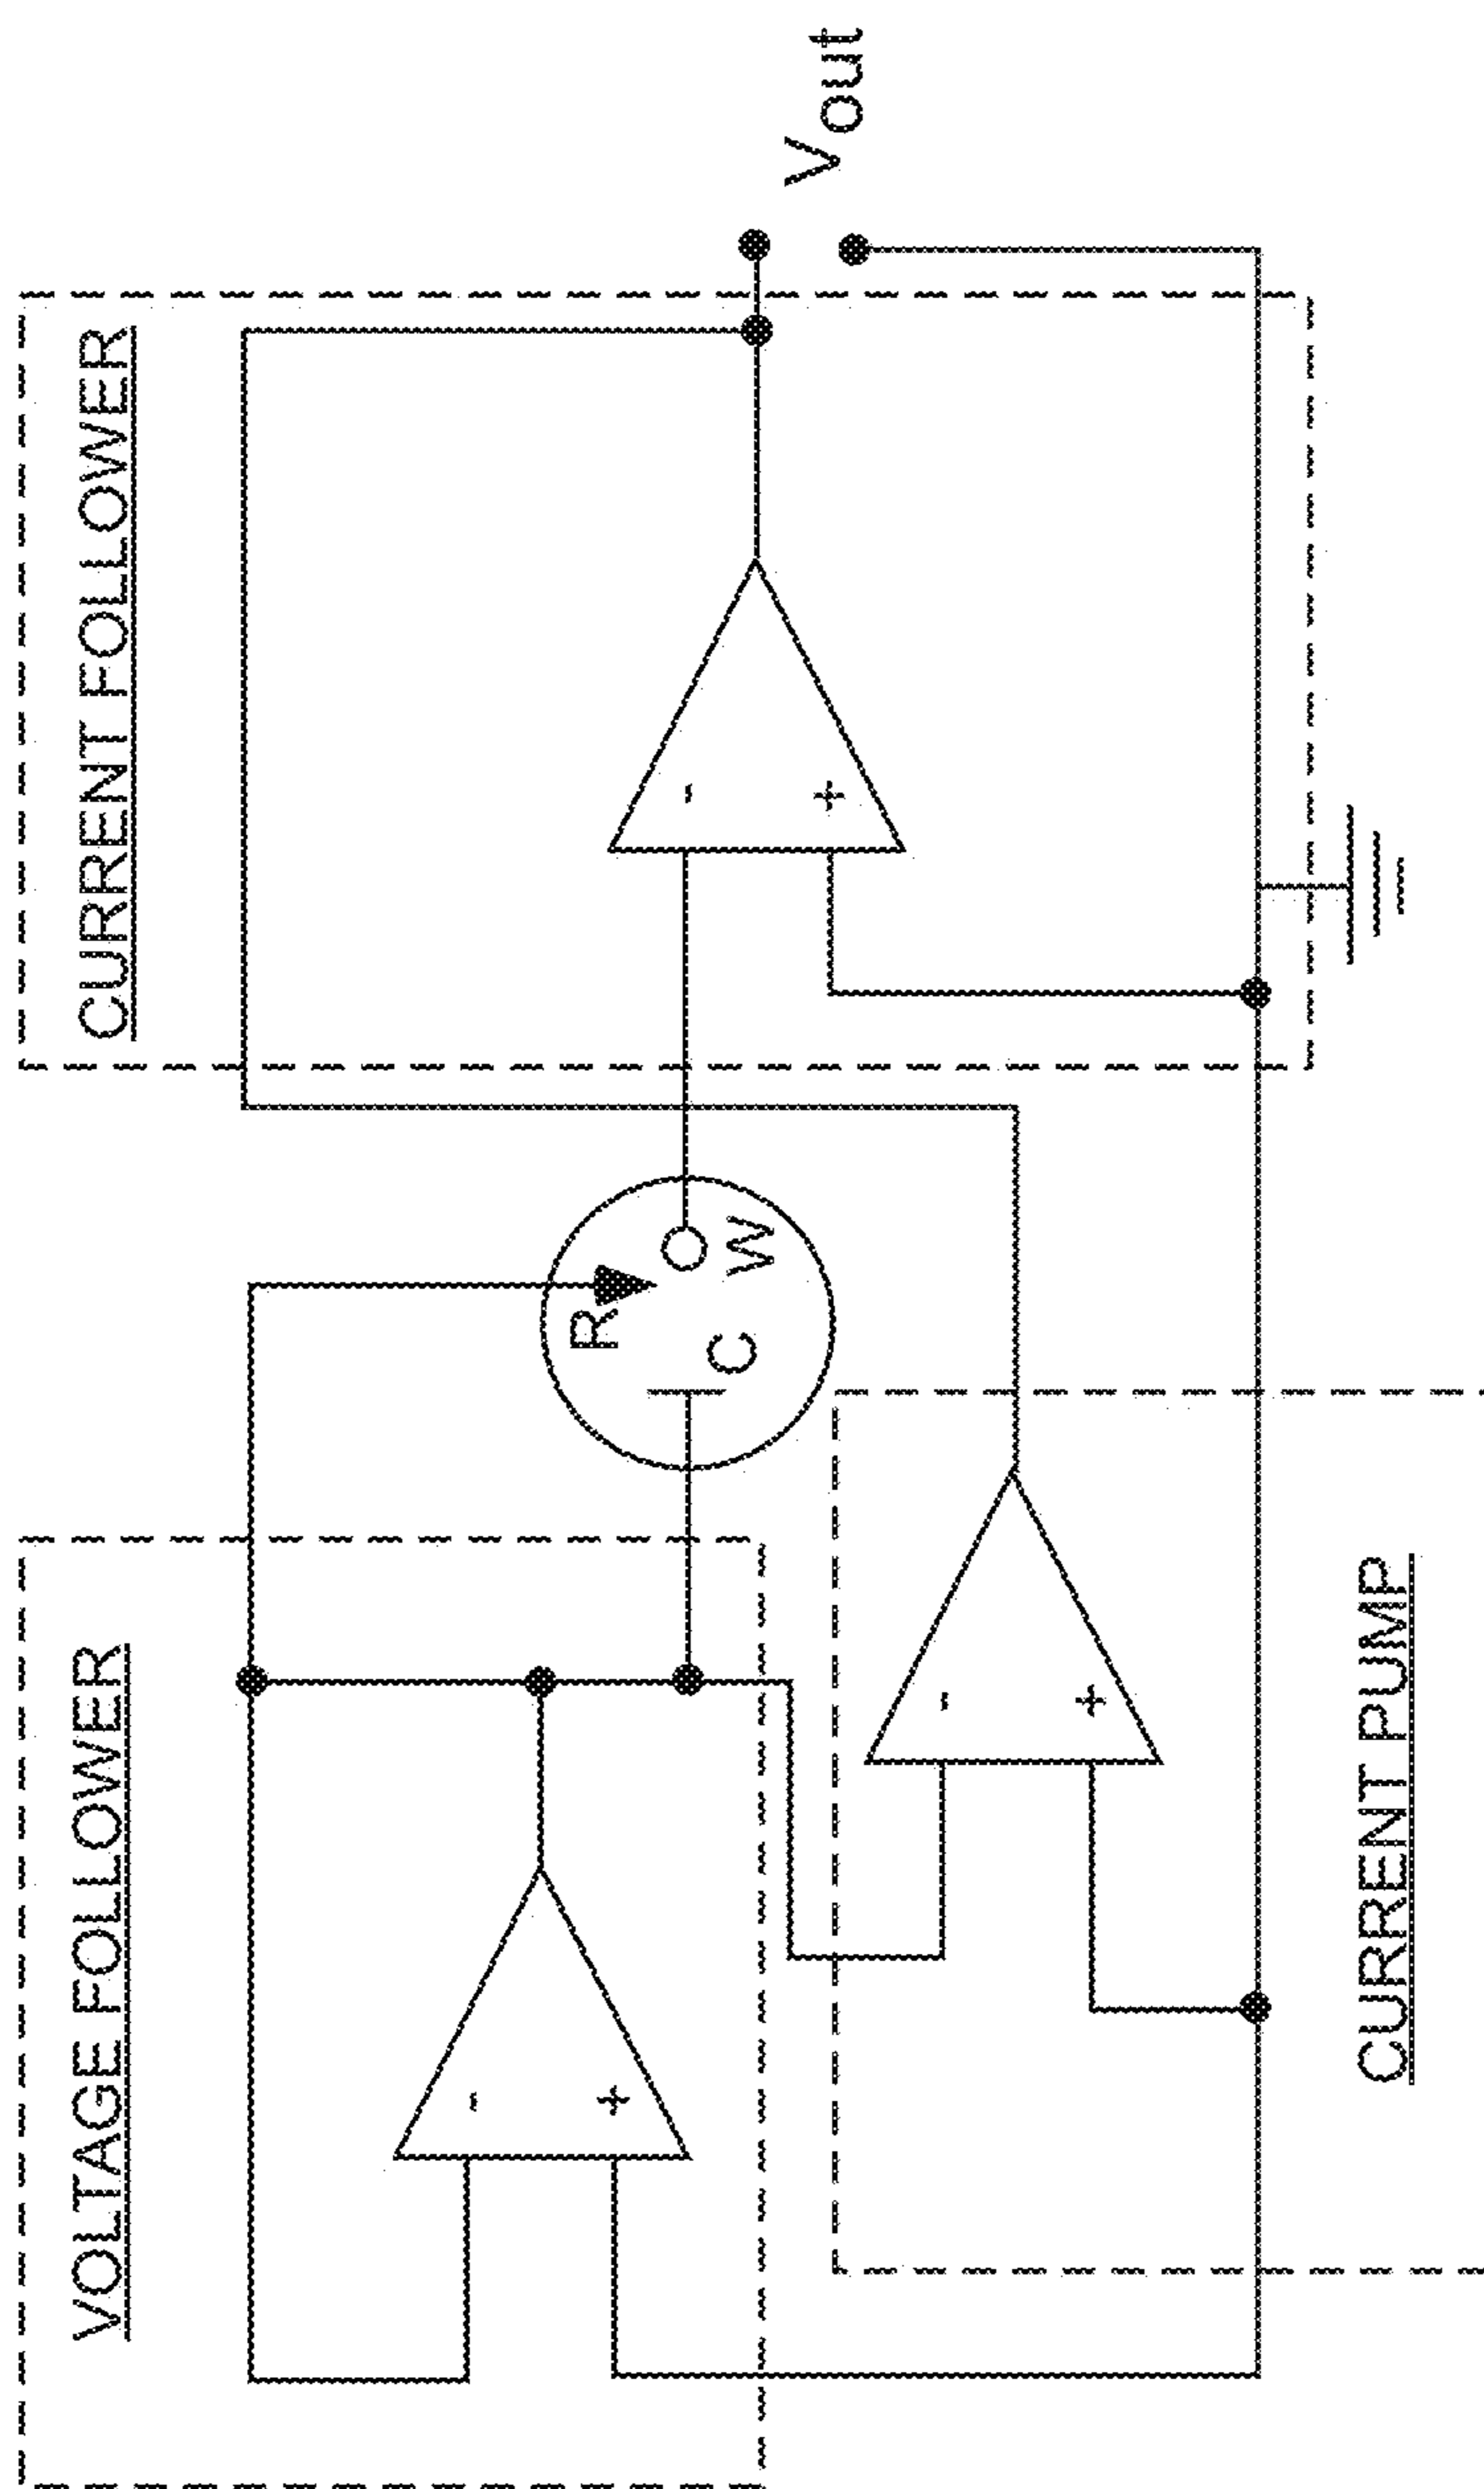 VOLTAGE FOLLOWER
CURRENT FOLLOWER
-
+
R
C
W
-
+
Vout
-
+
CURRENT PUMP